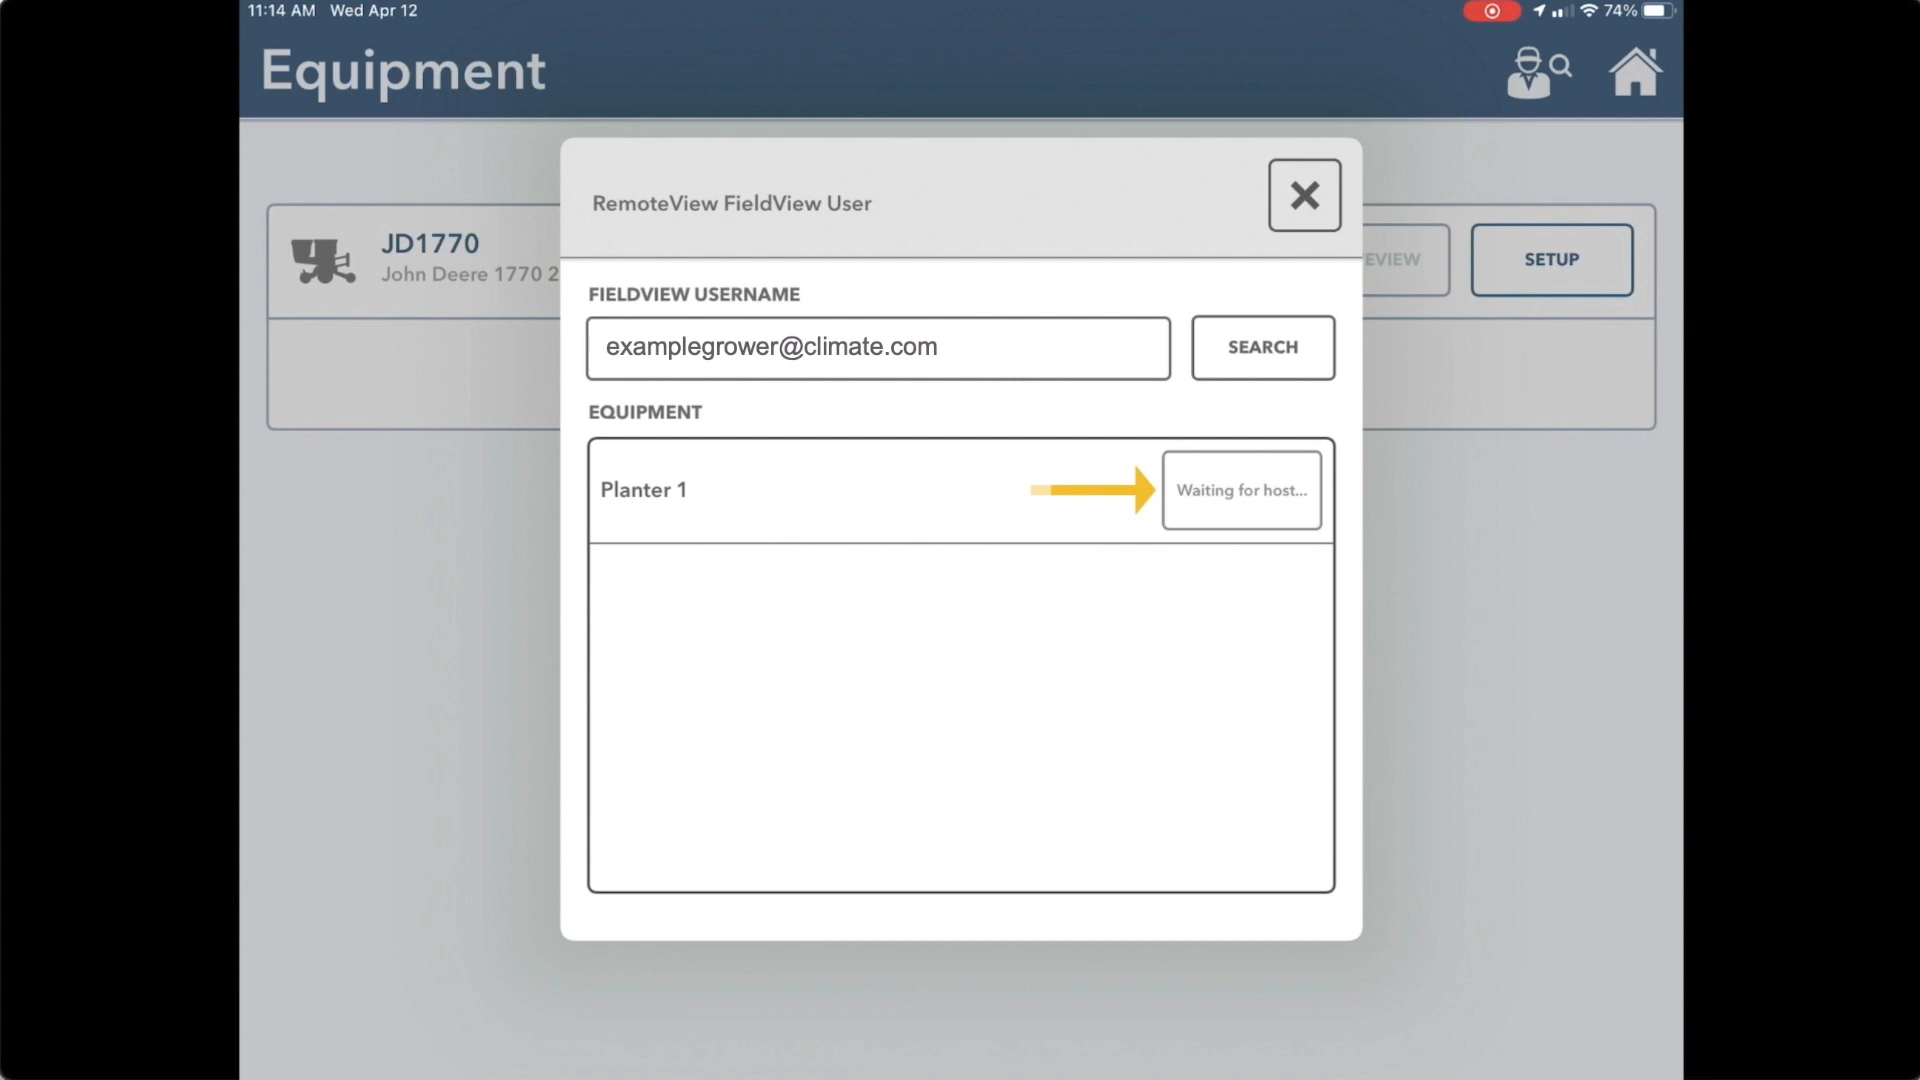 11:14 AM Wed Apr 12
74%
Equipment
RemoteView FieldView User
JD1770
John Deere 1770 2
EVIEW
SETUP
FIELDVIEW USERNAME
examplegrower@climate.com
SEARCH
EQUIPMENT
Planter 1
Waiting for host...